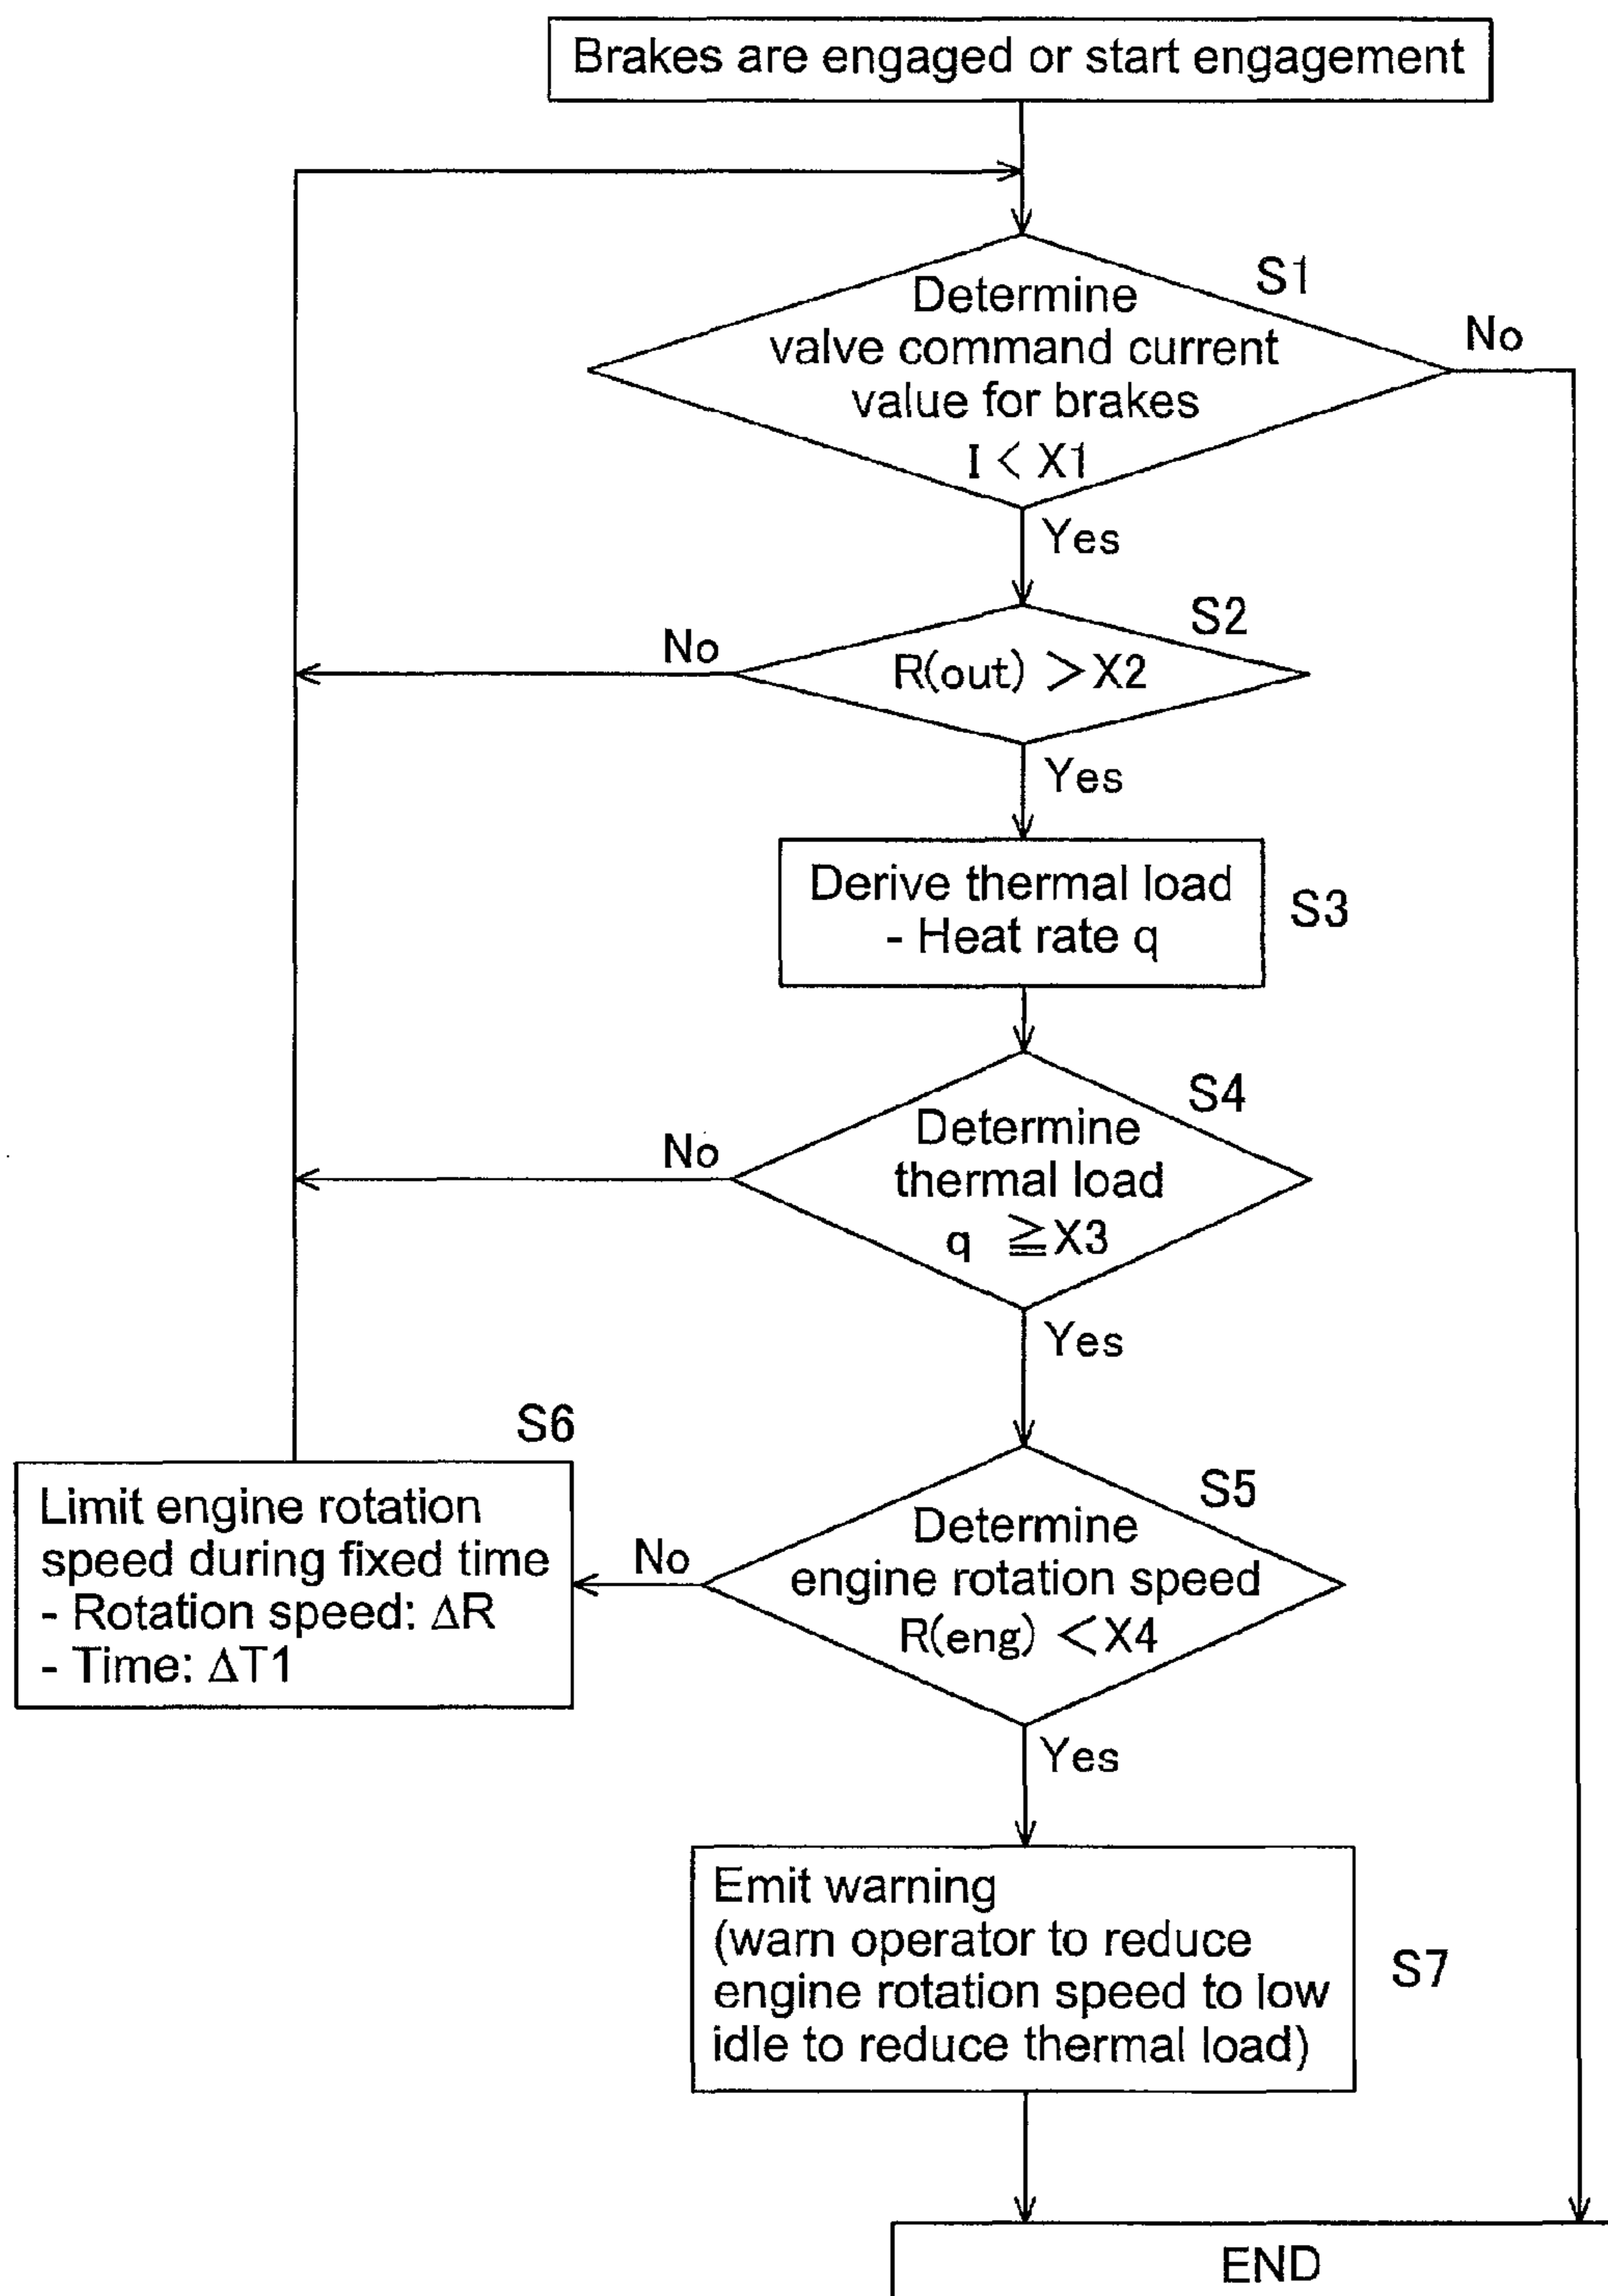 Brakes are engaged or start engagement
S1
Determine
valve command current
value for brakes
I < X1
No
Yes
S2
No
R(out) >X2
Yes
Derive thermal load
- Heat rate q
S3
S4
Determine
thermal load
q ≧X3
No
Yes
S6
Limit engine rotation
speed during fixed time
- Rotation speed: ΔR
- Time: ΔT1
No
S5
Determine
engine rotation speed
R(eng) <X4
Yes
Emit warning
(warn operator to reduce
engine rotation speed to low
idle to reduce thermal load)
S7
END